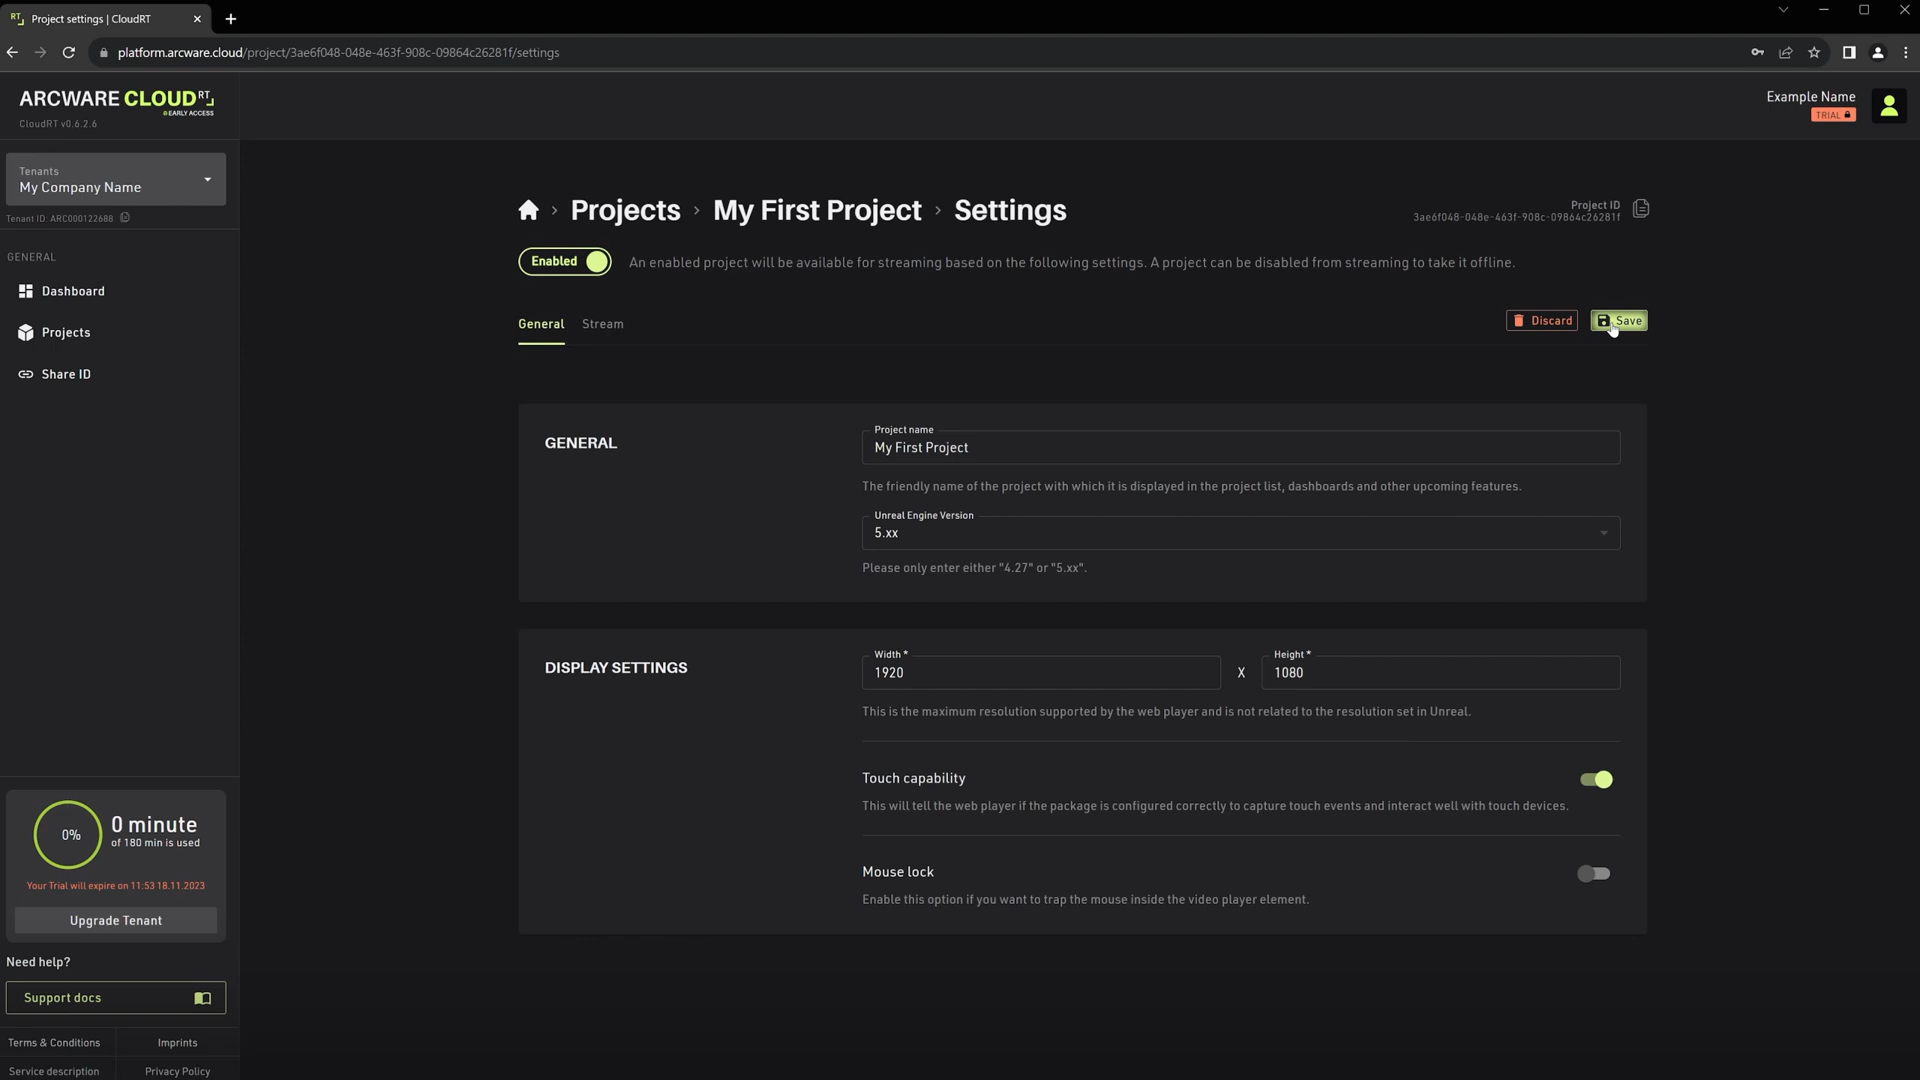 RT Project settings | CloudRT
platform.arcware.cloud/project/3ae6f048-048e-463f-908c-09864c26281f/settings
ARCWARE CLOUD RT
EARLY ACCESS
CloudRT v0.6.2.6
Example Name
TRIAL
Tenants
My Company Name
Tenant ID: ARC000122688
GENERAL
Dashboard
Projects
Share ID
Projects › My First Project › Settings
Project ID
3ae6f048-048e-463f-908c-09864c26281f
Enabled
An enabled project will be available for streaming based on the following settings. A project can be disabled from streaming to take it offline.
General
Stream
Discard
Save
GENERAL
Project name
My First Project
The friendly name of the project with which it is displayed in the project list, dashboards and other upcoming features.
Unreal Engine Version
5.xx
Please only enter either "4.27" or "5.xx".
DISPLAY SETTINGS
Width *
1920
X
Height *
1080
This is the maximum resolution supported by the web player and is not related to the resolution set in Unreal.
Touch capability
This will tell the web player if the package is configured correctly to capture touch events and interact well with touch devices.
Mouse lock
Enable this option if you want to trap the mouse inside the video player element.
0%
0 minute
of 180 min is used
Your Trial will expire on 11:53 18.11.2023
Upgrade Tenant
Need help?
Support docs
Terms & Conditions
Imprints
Service description
Privacy Policy